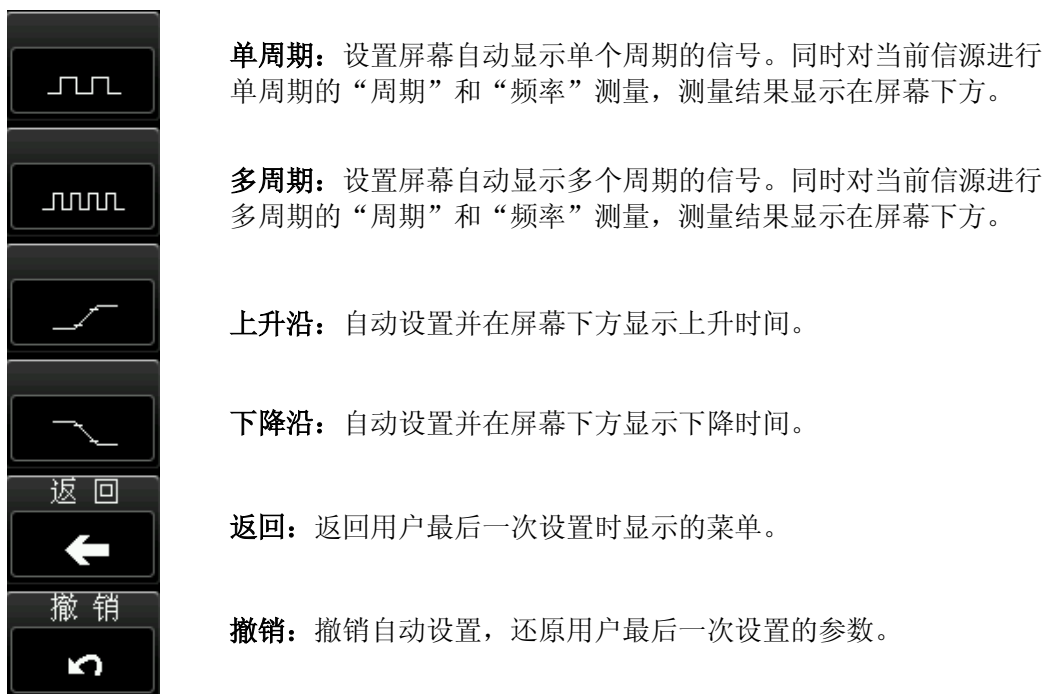 单周期：设置屏幕自动显示单个周期的信号。同时对当前信源进行
单周期的“周期”和“频率”测量，测量结果显示在屏幕下方。
多周期：设置屏幕自动显示多个周期的信号。同时对当前信源进行
多周期的“周期”和“频率”测量，测量结果显示在屏幕下方。
上升沿：自动设置并在屏幕下方显示上升时间。
下降沿：自动设置并在屏幕下方显示下降时间。
返回
返回：返回用户最后一次设置时显示的菜单。
撤销
撤销：撤销自动设置，还原用户最后一次设置的参数。